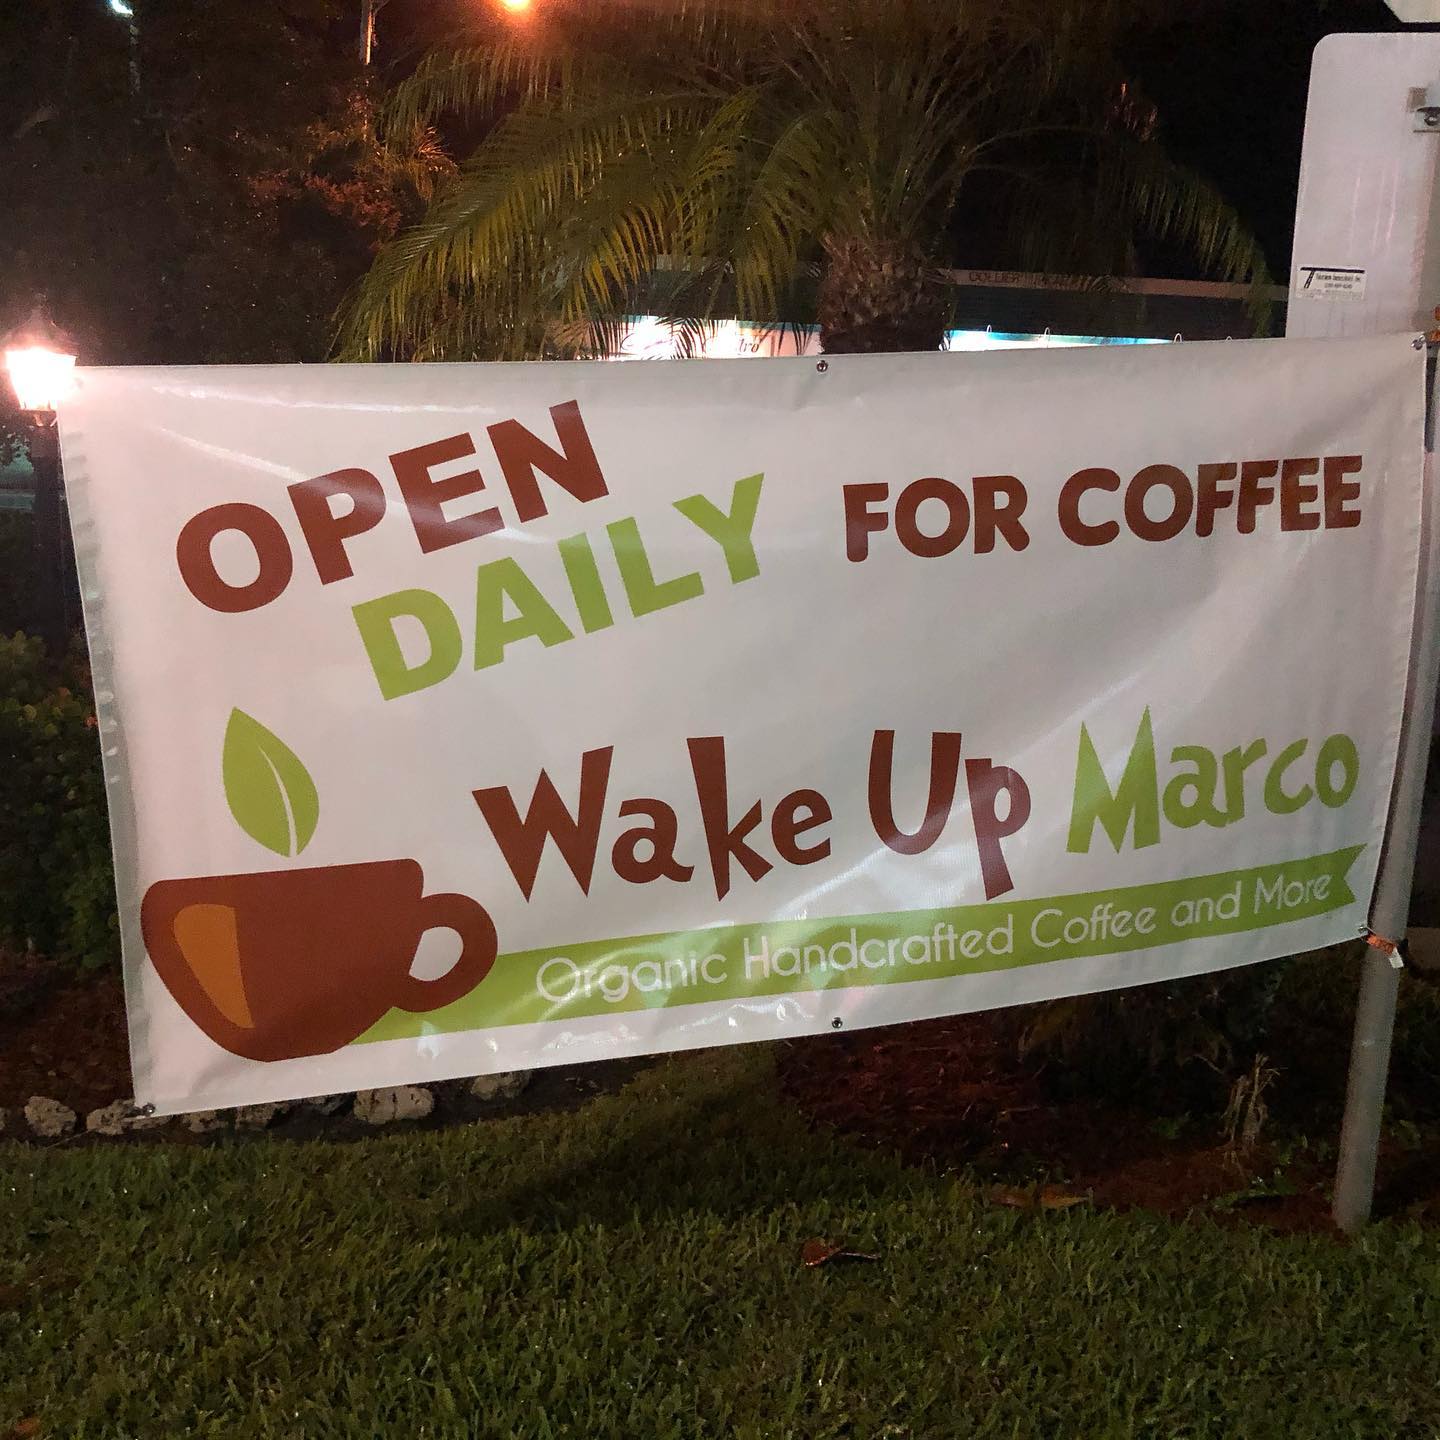 OPEN
DAILY
FOR COFFEE
Wake Up Marco
Organic Handcrafted Coffee and More